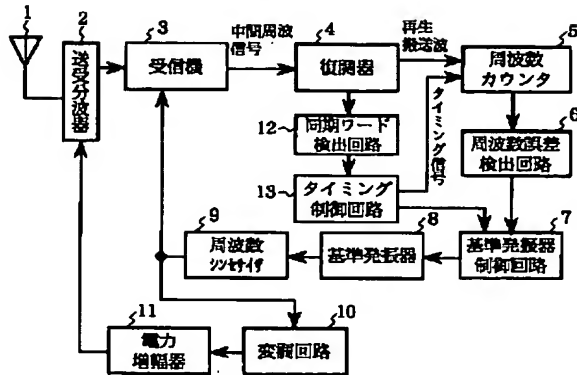 1
2
送受分波器
3
受信機
中間周波
信号
4
復調器
再生
搬送波
5
周波数
カウンタ
タイミング信号
12
同期ワード
検出回路
6
周波数誤差
検出回路
13
タイミング
制御回路
9
周波数
シンセサイザ
8
基準発振器
7
基準発振器
制御回路
11
電力
増幅器
10
変調回路